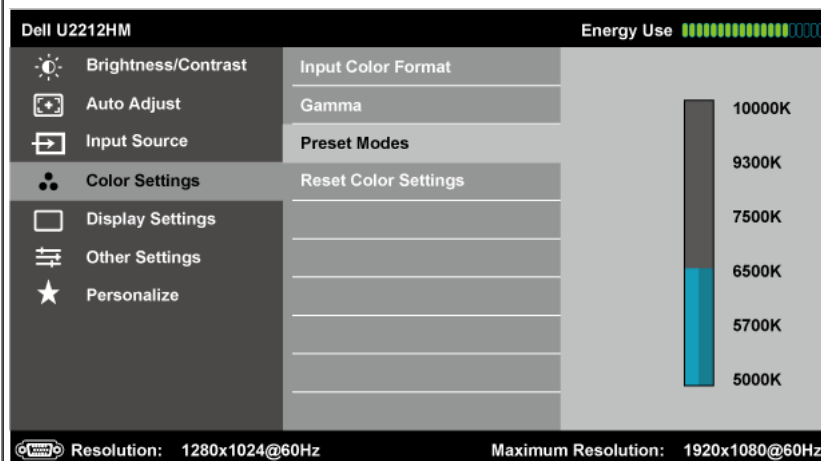 Dell U2212HM Energy Use
Brightness/Contrast
Auto Adjust
Input Source
Color Settings
Display Settings
Other Settings
Personalize
Input Color Format
Gamma
Preset Modes
Reset Color Settings
10000K
9300K
7500K
6500K
5700K
5000K
Resolution: 1280x1024@60Hz Maximum Resolution: 1920x1080@60Hz